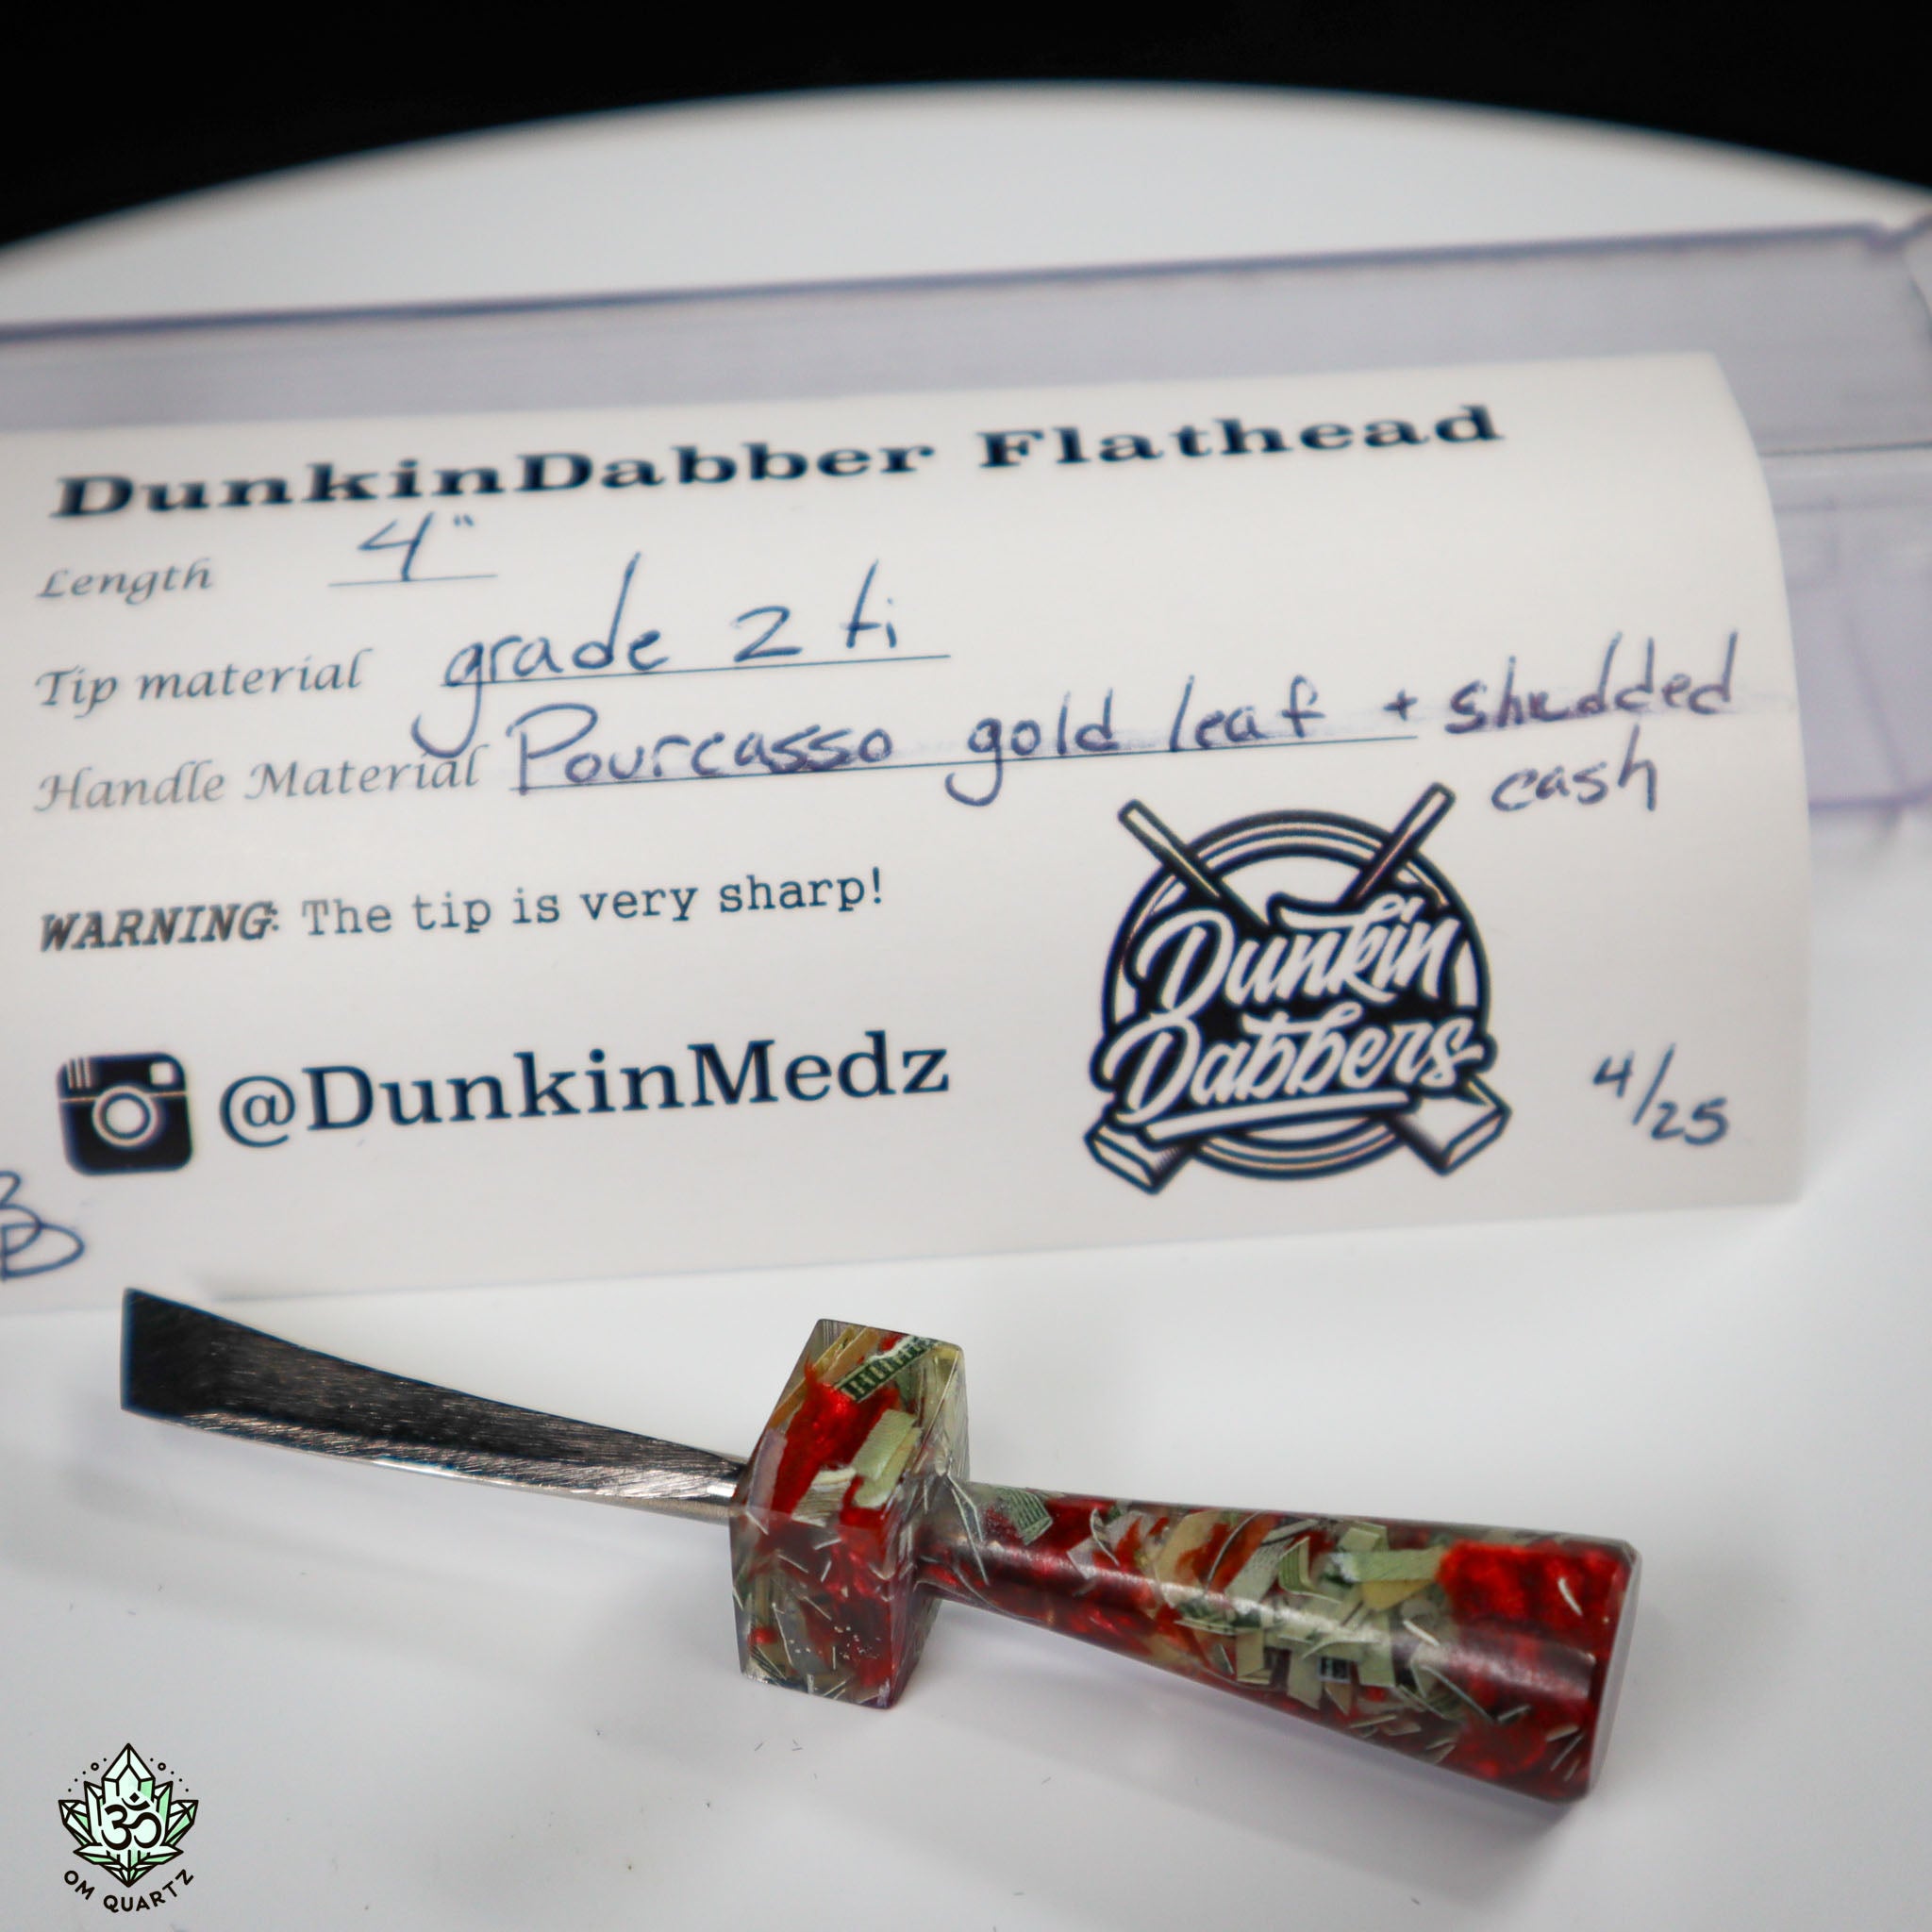 DunkinDabber Flathead
Length 4"
Tip material grade 2 ti
Handle Material Pourcasso gold leaf + shredded
cash
WARNING: The tip is very sharp!
Dunkin
Dabbers
@DunkinMedz
4/25
ॐ
OM QUARTZ